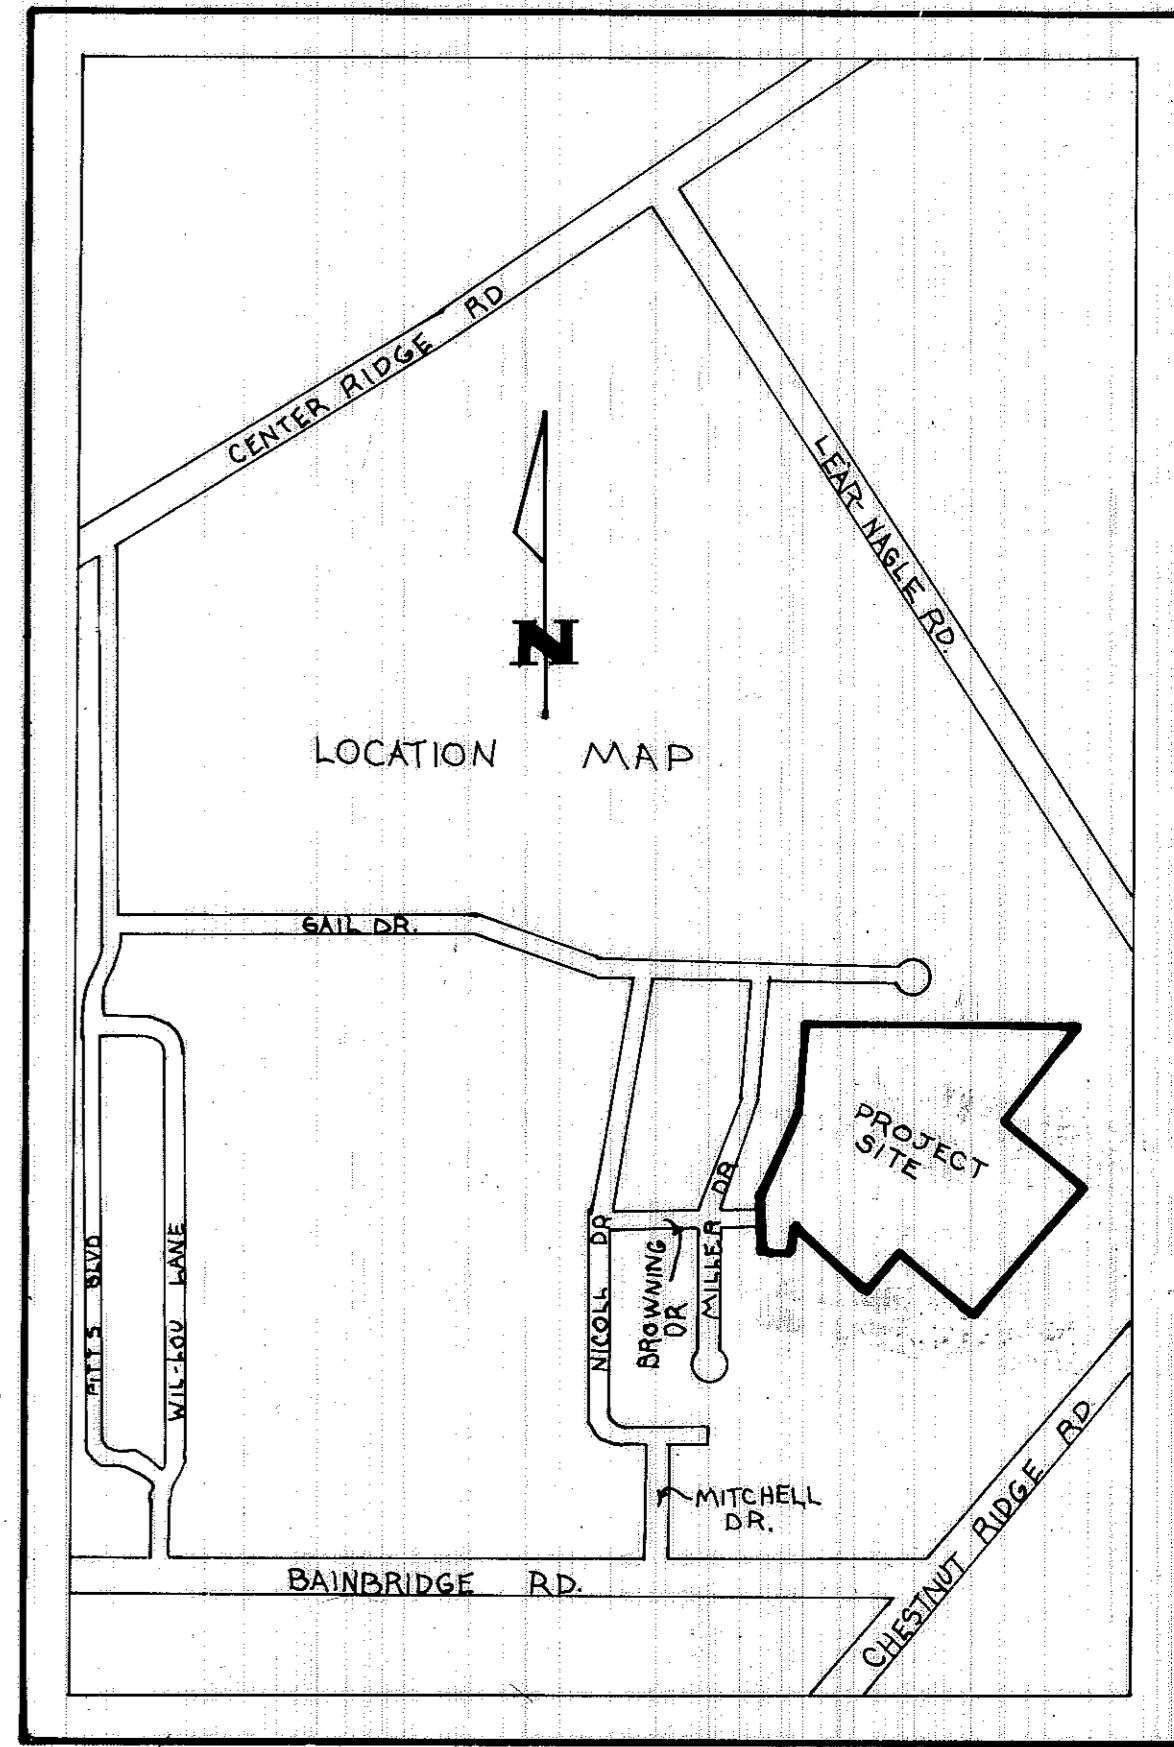 CENTER RIDGE RD
LEAR-NAGLE RD.
N
LOCATION MAP
GAIL DR.
PROJECT
SITE
PITTS BLVD
WIL-LOU LANE
NICOLL DR
BROWNING
DR
MILLER DR
MITCHELL
DR.
BAINBRIDGE RD.
CHESTNUT RIDGE RD